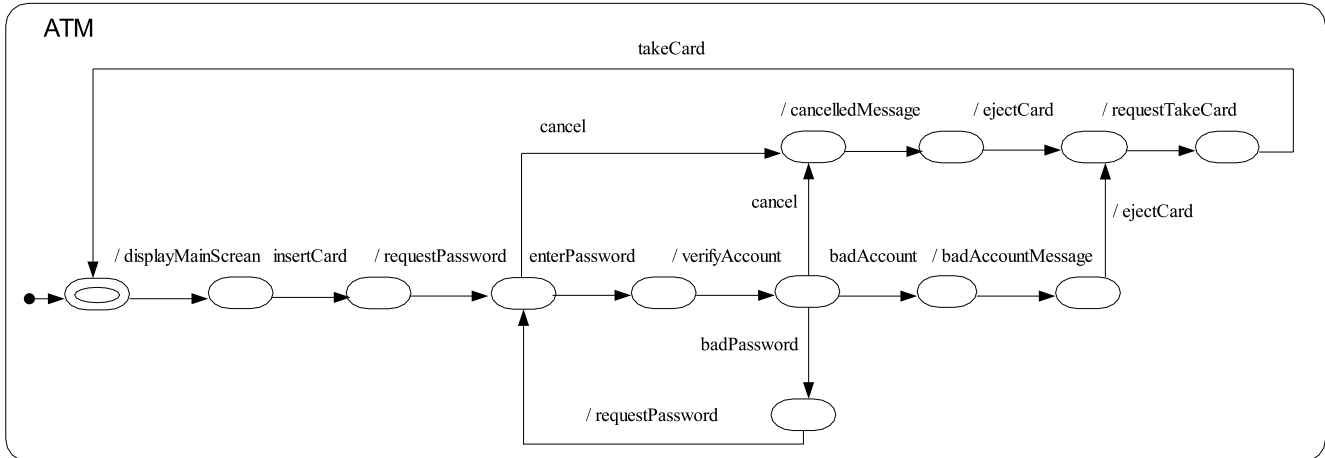 ATM
takeCard
/ cancelledMessage
/ ejectCard
/ requestTakeCard
cancel
cancel
/ ejectCard
/ displayMainScrean
insertCard
/ requestPassword
enterPassword
/ verifyAccount
badAccount
/ badAccountMessage
badPassword
/ requestPassword